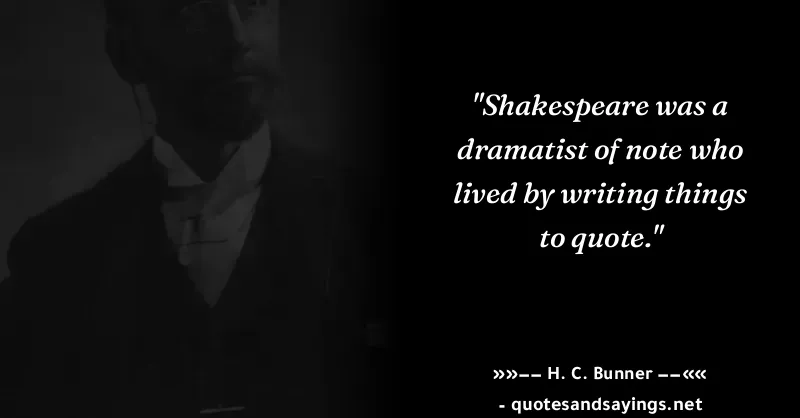 "Shakespeare was a
dramatist of note who
lived by writing things
to quote."
»»–– H. C. Bunner ––««
- quotesandsayings.net